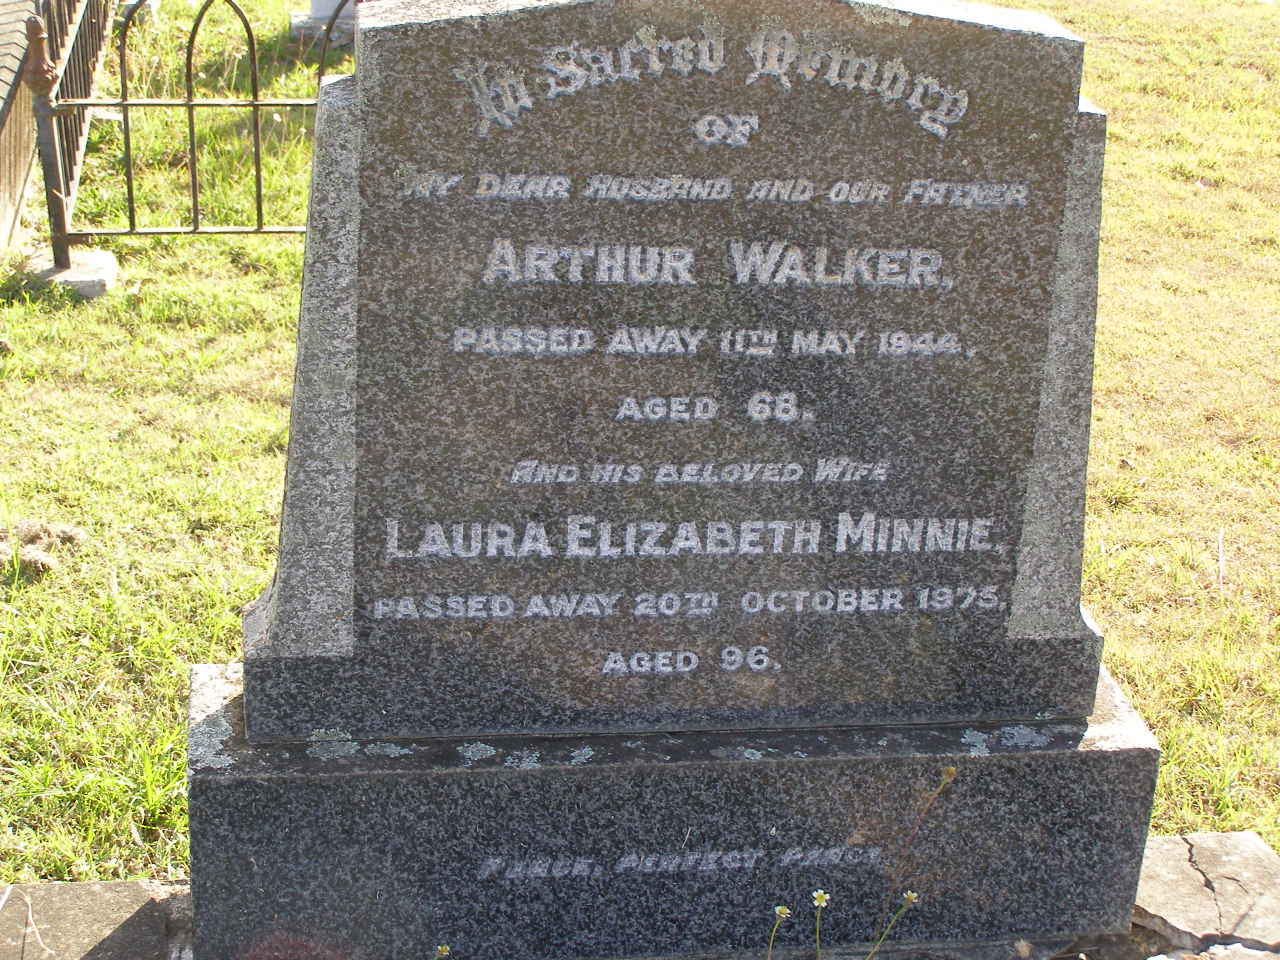 In Sacred Memory
OF
MY DEAR HUSBAND AND OUR FATHER
ARTHUR WALKER,
PASSED AWAY 11TH MAY 1944,
AGED 68.
AND HIS BELOVED WIFE
LAURA ELIZABETH MINNIE,
PASSED AWAY 20TH OCTOBER 1975,
AGED 96.
PEACE, PERFECT PEACE.